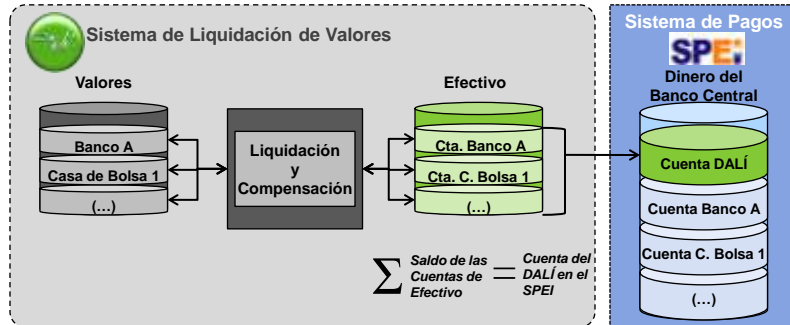 Sistema de Liquidación de Valores
Valores
Banco A
Casa de Bolsa 1
(...)
Liquidación
y
Compensación
Efectivo
Cta. Banco A
Cta. C. Bolsa 1
(...)
∑ Saldo de las
Cuentas de
Efectivo
= Cuenta del
DALÍ en el
SPEI
Sistema de Pagos
SPEi
Dinero del
Banco Central
Cuenta DALÍ
Cuenta Banco A
Cuenta C. Bolsa 1
(...)